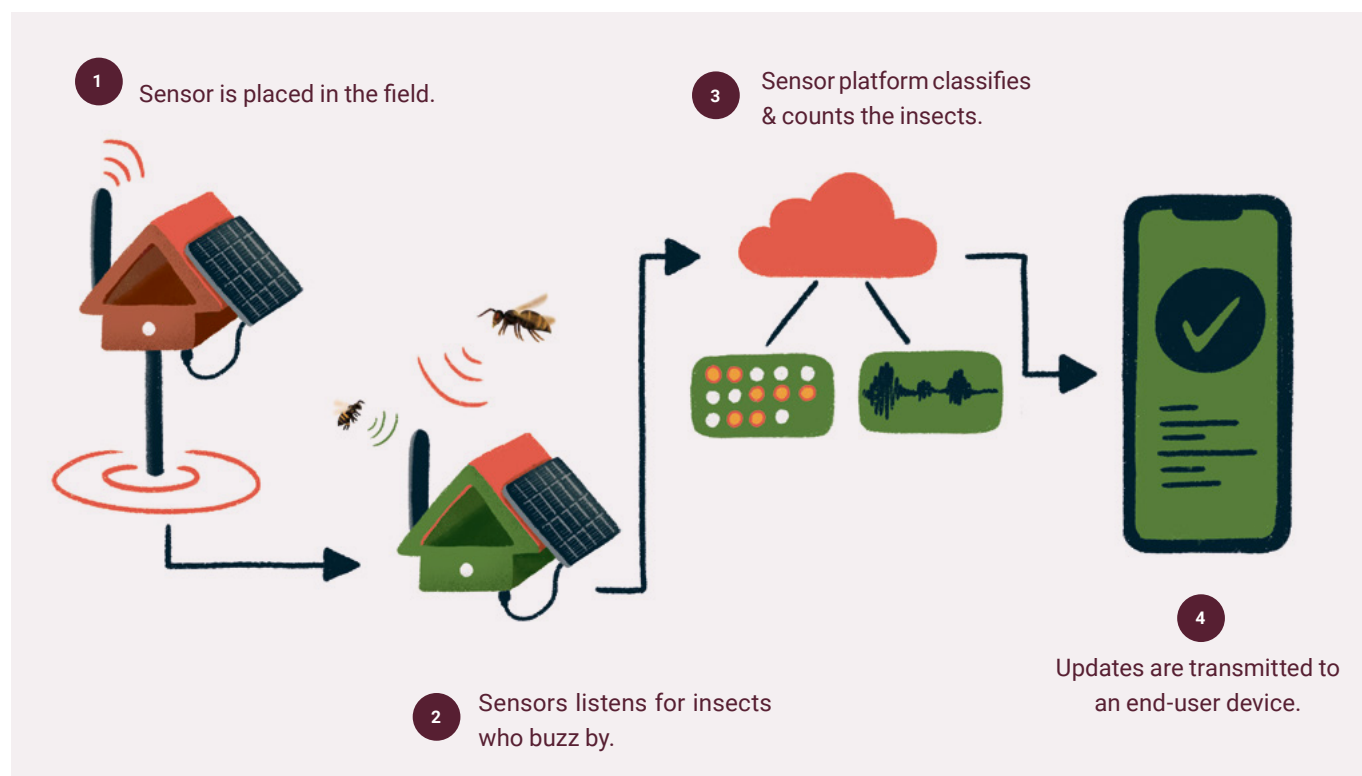 1
Sensor is placed in the field.
2
Sensors listens for insects
who buzz by.
3
Sensor platform classifies
& counts the insects.
4
Updates are transmitted to
an end-user device.